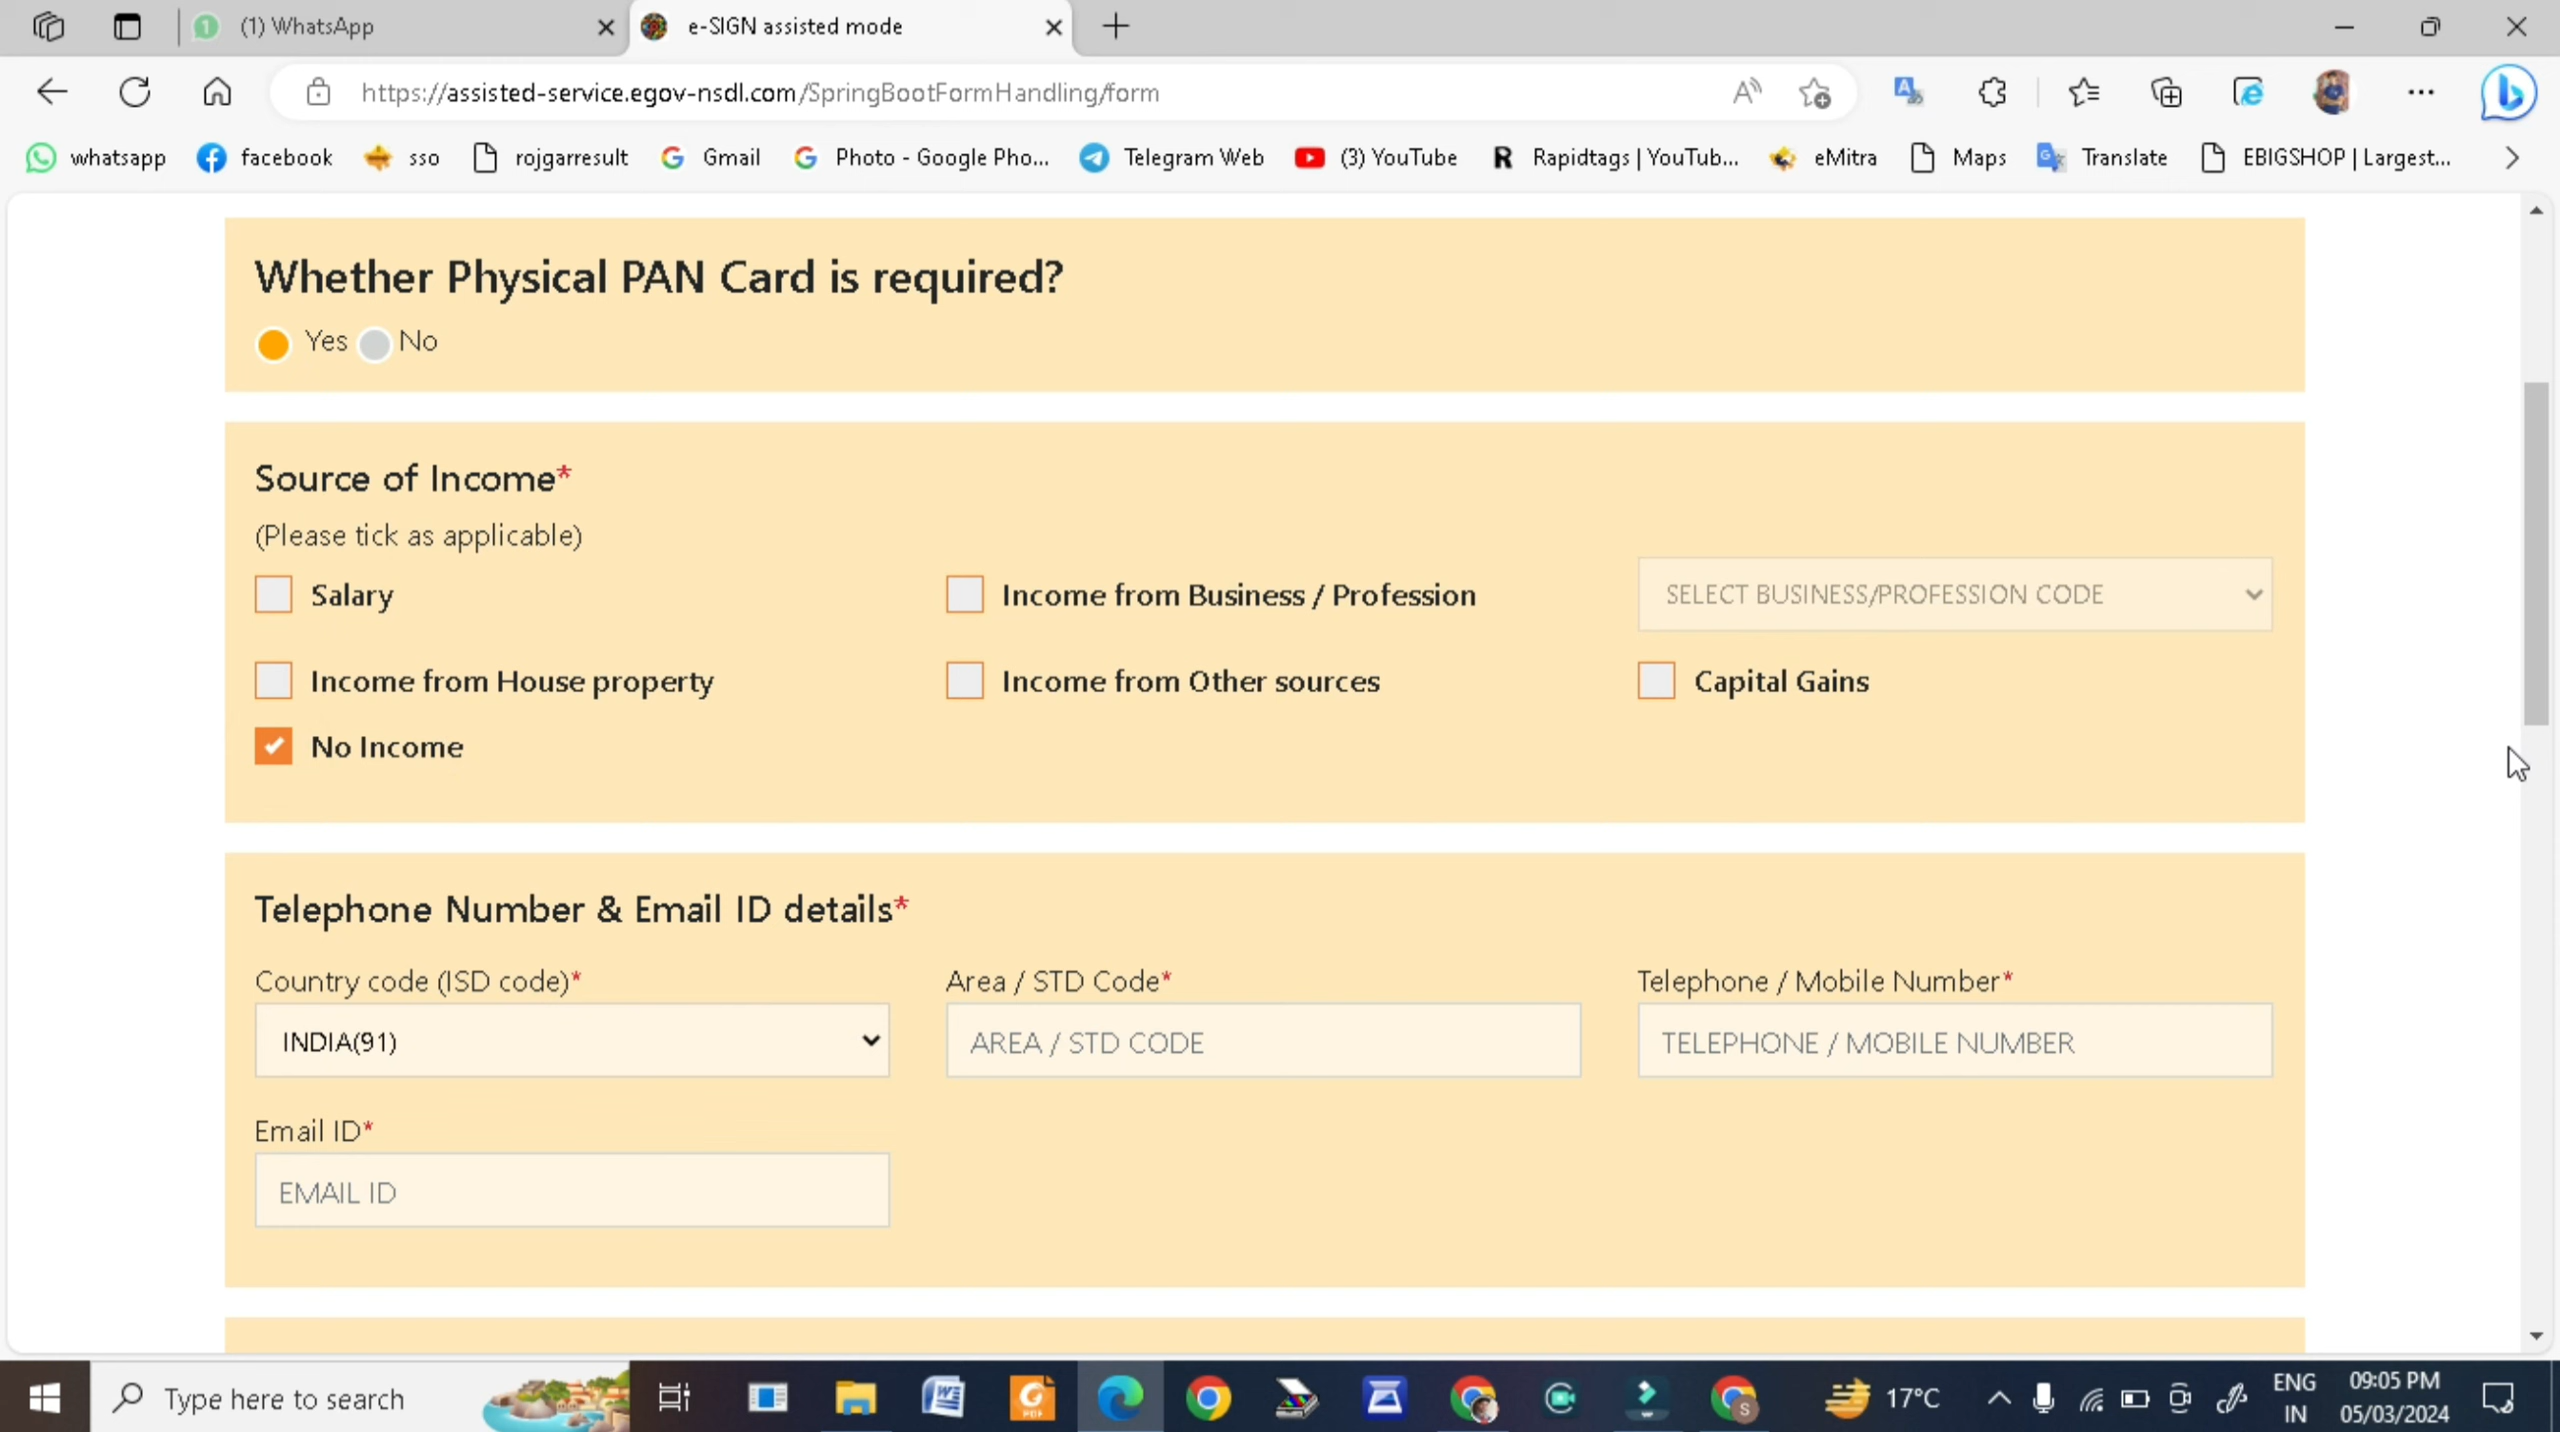 (1) WhatsApp
e-SIGN assisted mode
https://assisted-service.egov-nsdl.com/SpringBootFormHandling/form
whatsapp facebook sso rojgarresult Gmail Photo - Google Pho... Telegram Web (3) YouTube Rapidtags | YouTub... eMitra Maps Translate EBIGSHOP | Largest...
Whether Physical PAN Card is required?
Yes No
Source of Income*
(Please tick as applicable)
Salary Income from Business / Profession SELECT BUSINESS/PROFESSION CODE
Income from House property Income from Other sources Capital Gains
No Income
Telephone Number & Email ID details*
Country code (ISD code)* Area / STD Code* Telephone / Mobile Number*
INDIA(91) AREA / STD CODE TELEPHONE / MOBILE NUMBER
Email ID*
EMAIL ID
Type here to search
17°C
ENG
IN
09:05 PM
05/03/2024